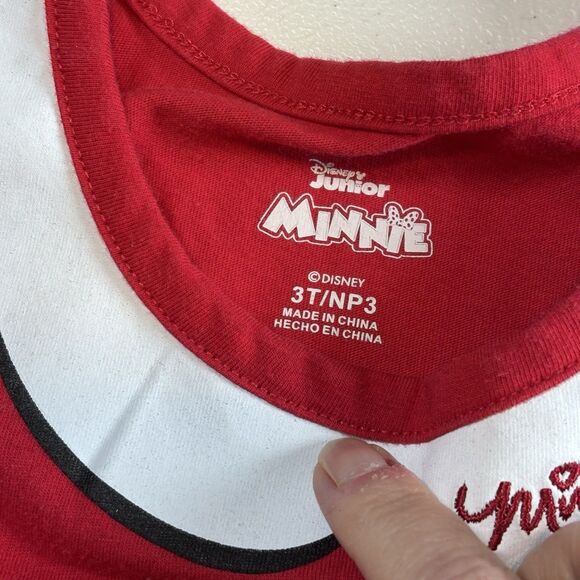 Disney's
Junior
MINNIE
©DISNEY
3T/NP3
MADE IN CHINA
HECHO EN CHINA